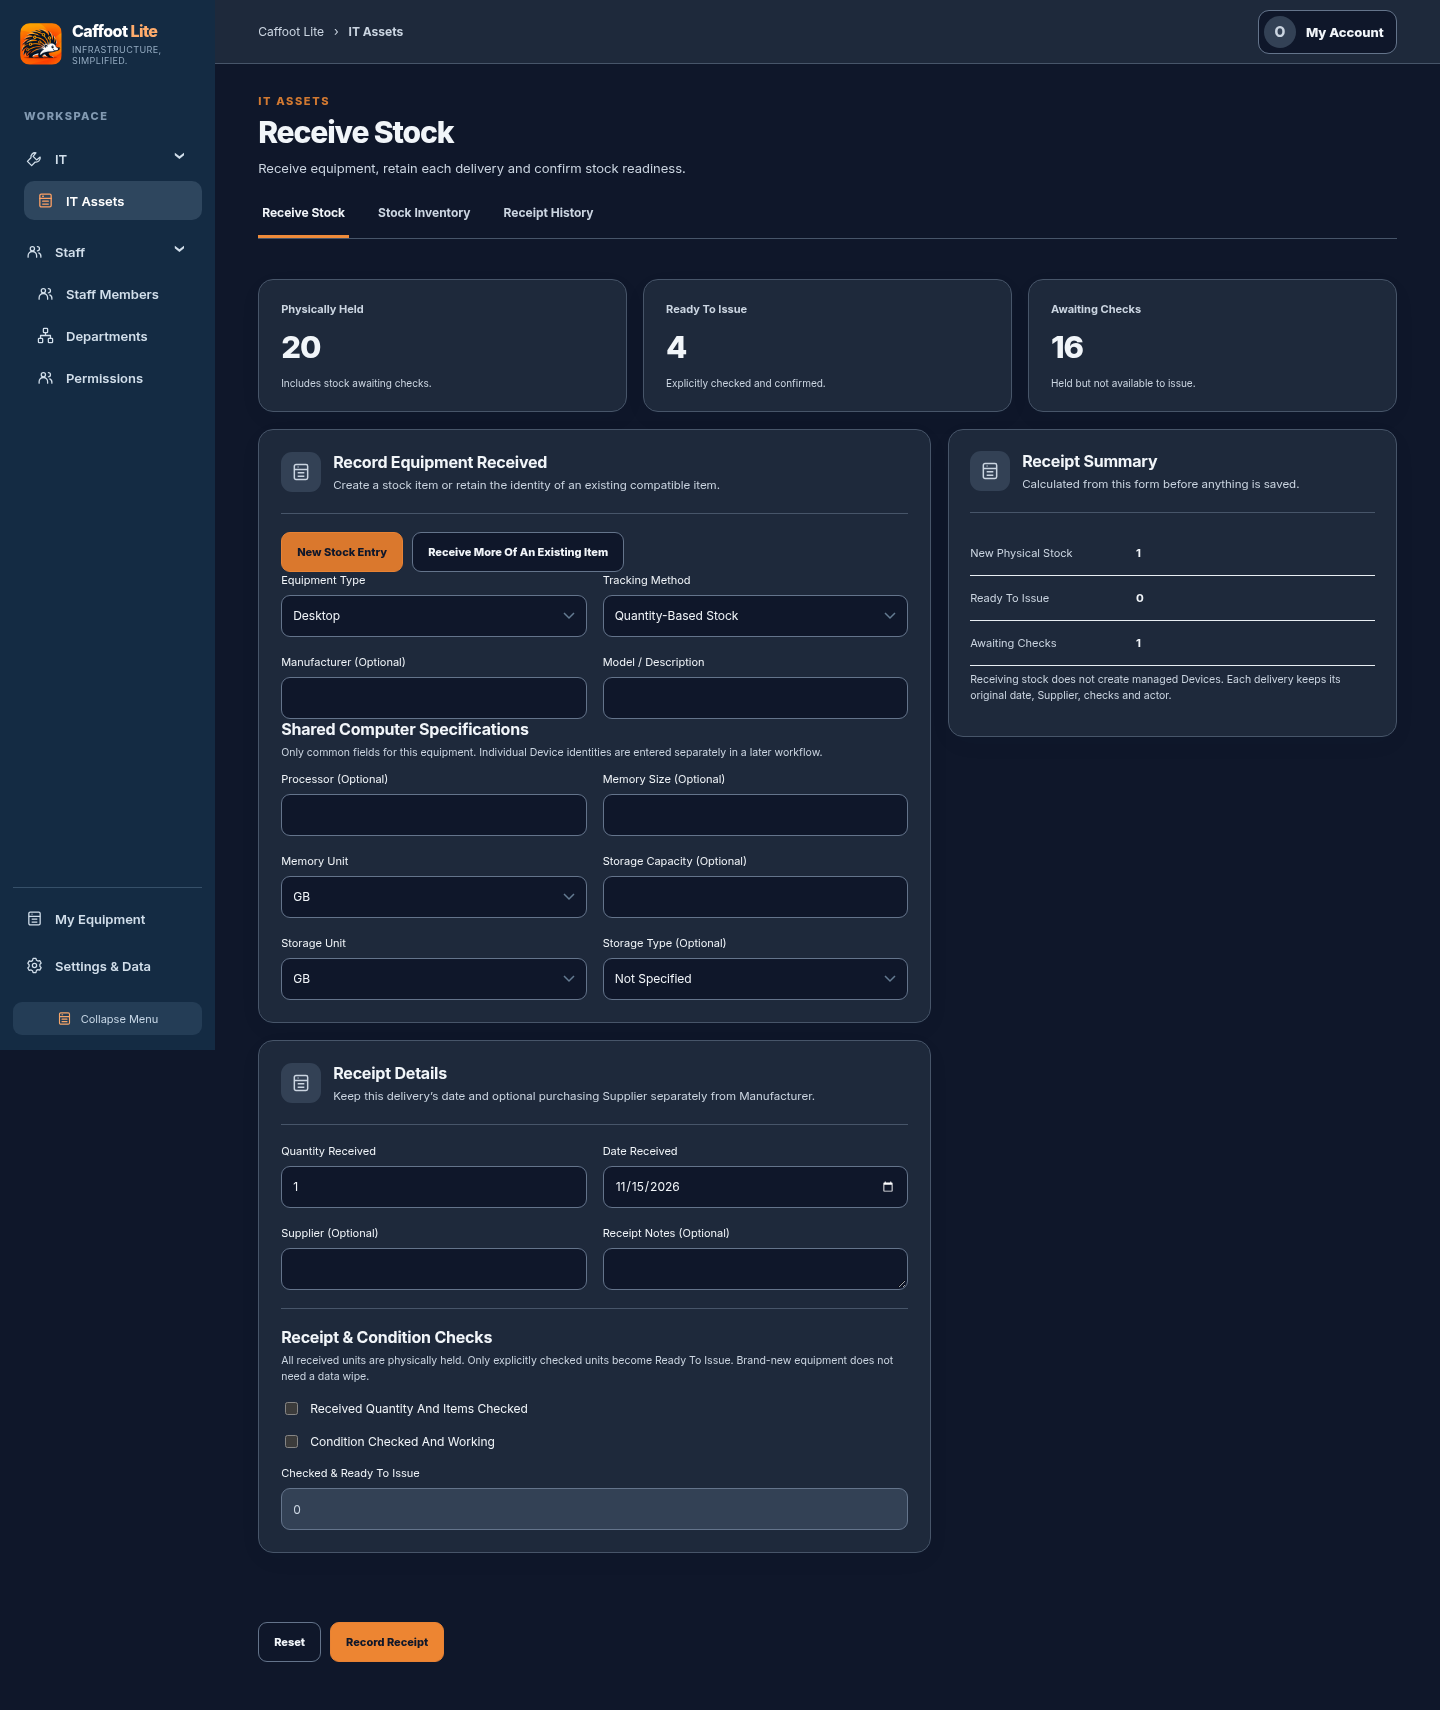 Caffoot Lite
INFRASTRUCTURE,
SIMPLIFIED.
WORKSPACE
IT
IT Assets
Staff
Staff Members
Departments
Permissions
My Equipment
Settings & Data
Collapse Menu
Caffoot Lite › IT Assets
0 My Account
IT ASSETS
Receive Stock
Receive equipment, retain each delivery and confirm stock readiness.
Receive Stock Stock Inventory Receipt History
Physically Held
20
Includes stock awaiting checks.
Ready To Issue
4
Explicitly checked and confirmed.
Awaiting Checks
16
Held but not available to issue.
Record Equipment Received
Create a stock item or retain the identity of an existing compatible item.
New Stock Entry Receive More Of An Existing Item
Equipment Type Tracking Method
Desktop Quantity-Based Stock
Manufacturer (Optional) Model / Description
Shared Computer Specifications
Only common fields for this equipment. Individual Device identities are entered separately in a later workflow.
Processor (Optional) Memory Size (Optional)
Memory Unit Storage Capacity (Optional)
GB
Storage Unit Storage Type (Optional)
GB Not Specified
Receipt Summary
Calculated from this form before anything is saved.
New Physical Stock 1
Ready To Issue 0
Awaiting Checks 1
Receiving stock does not create managed Devices. Each delivery keeps its
original date, Supplier, checks and actor.
Receipt Details
Keep this delivery's date and optional purchasing Supplier separately from Manufacturer.
Quantity Received Date Received
1 11/15/2026
Supplier (Optional) Receipt Notes (Optional)
Receipt & Condition Checks
All received units are physically held. Only explicitly checked units become Ready To Issue. Brand-new equipment does not
need a data wipe.
Received Quantity And Items Checked
Condition Checked And Working
Checked & Ready To Issue
0
Reset Record Receipt